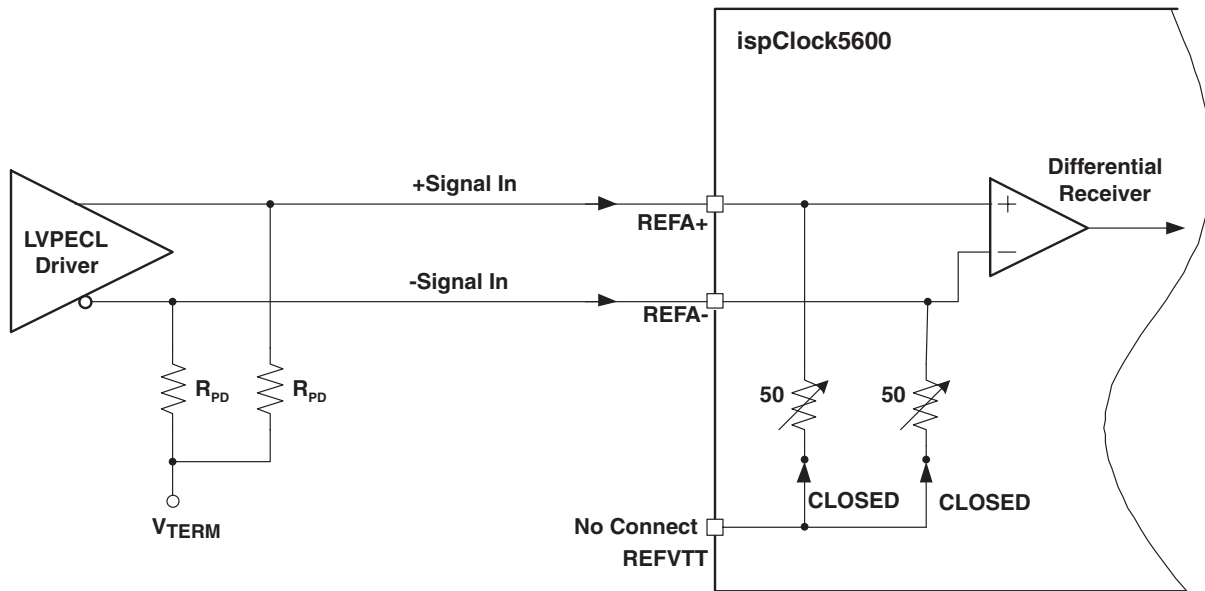 ispClock5600
Differential
Receiver
+Signal In
REFA+
+
LVPECL
Driver
-
-Signal In
REFA-
RPD
RPD
50
50
CLOSED
CLOSED
VTERM
No Connect
REFVTT